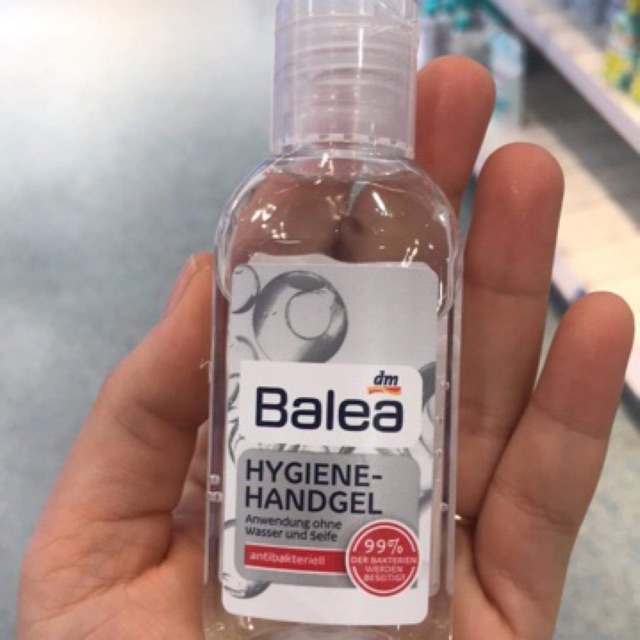 dm
Balea
HYGIENE-
HANDGEL
Anwendung ohne
Wasser und Seife
antibakteriell
99%
DER BAKTERIEN
WERDEN
BESEITIGT